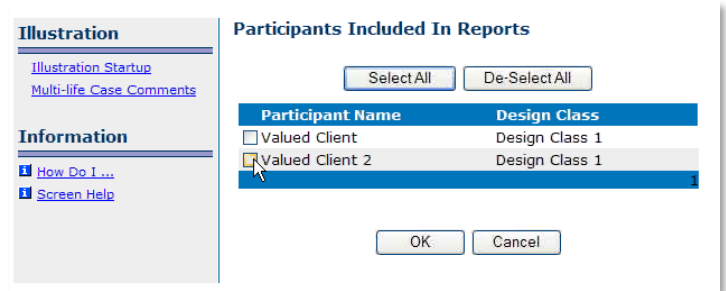 Illustration
Illustration Startup
Multi-life Case Comments
Information
How Do I ...
Screen Help
Participants Included In Reports
Select All De-Select All
Participant Name Design Class
Valued Client Design Class 1
Valued Client 2 Design Class 1
1
OK Cancel